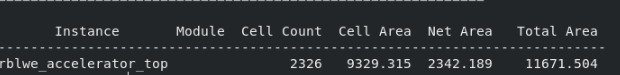 Instance Module Cell Count Cell Area Net Area Total Area
--------------------------------------------------------------------------
rblwe_accelerator_top 2326 9329.315 2342.189 11671.504